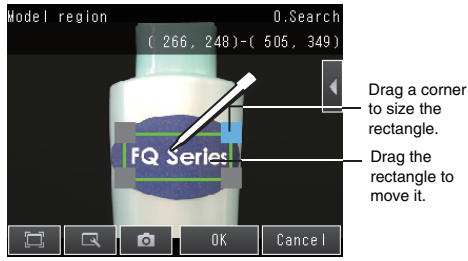 Model region
0.Search
( 266, 248)-( 505, 349)
Drag a corner
to size the
rectangle.
FQ Series
Drag the
rectangle to
move it.
OK
Cancel